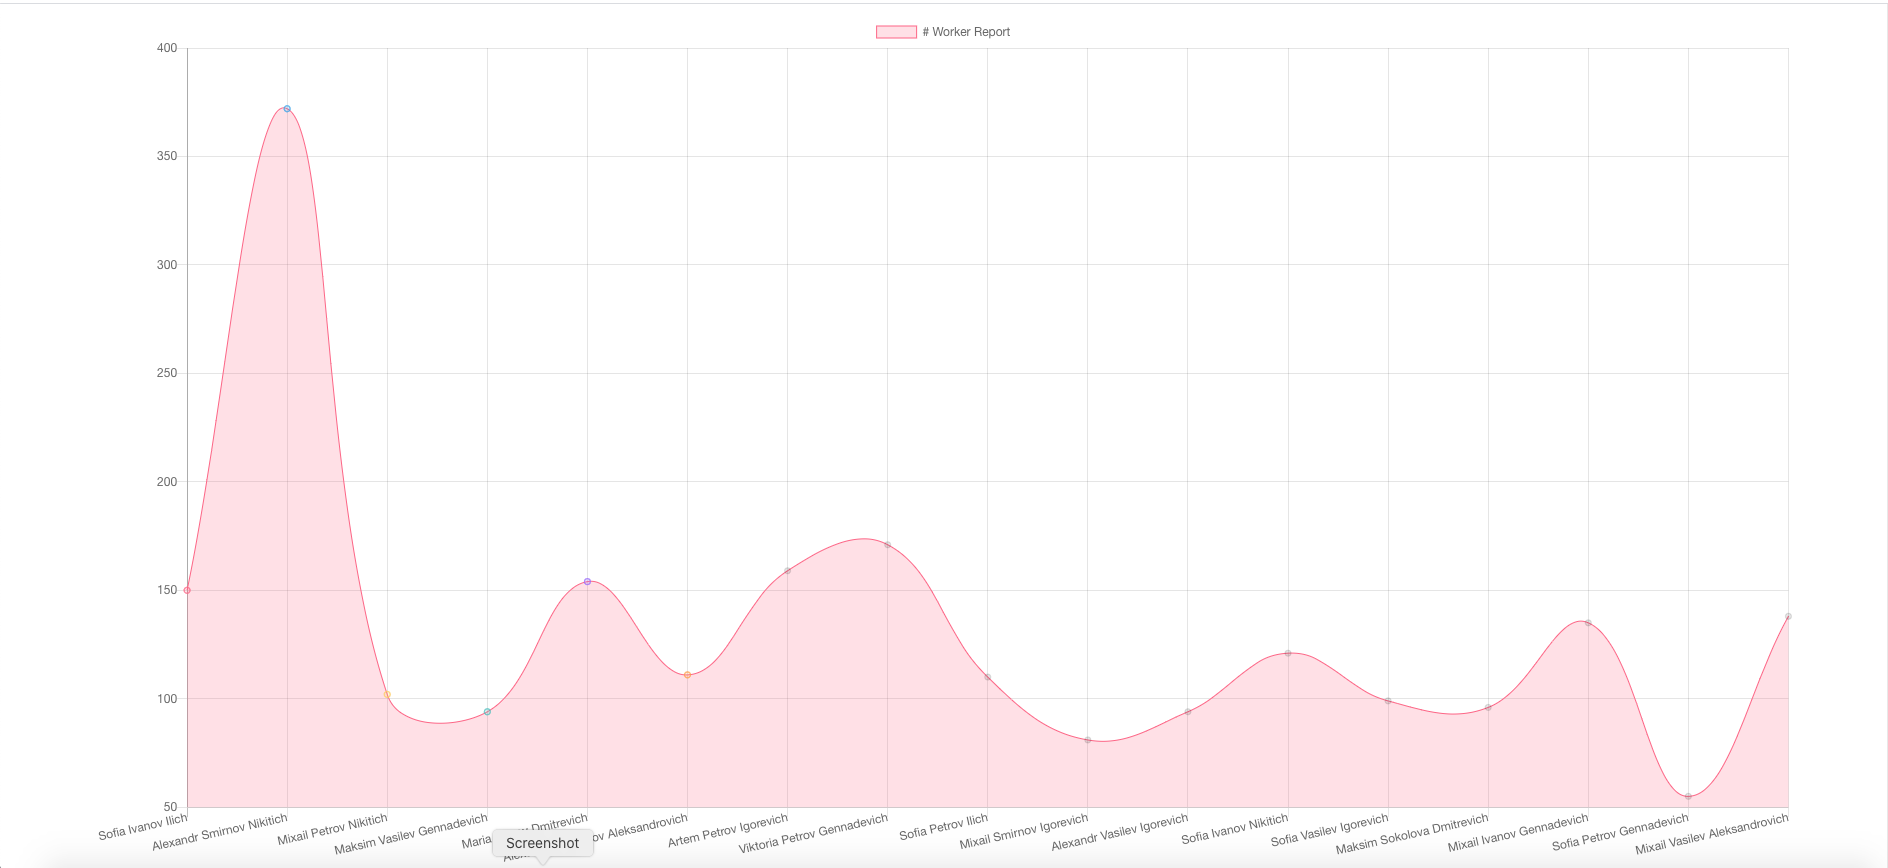 # Worker Report
400
350
300
250
200
150
100
50
Sofia Ivanov Ilich
Alexandr Smirnov Nikitich
Mixail Petrov Nikitich
Maksim Vasilev Gennadevich
Maria Dmitrevich
Aleksandrovich
Artem Petrov Igorevich
Viktoria Petrov Gennadevich
Sofia Petrov Ilich
Mixail Smirnov Igorevich
Alexandr Vasilev Igorevich
Sofia Ivanov Nikitich
Sofia Vasilev Igorevich
Maksim Sokolova Dmitrevich
Mixail Ivanov Gennadevich
Sofia Petrov Gennadevich
Mixail Vasilev Aleksandrovich
Screenshot